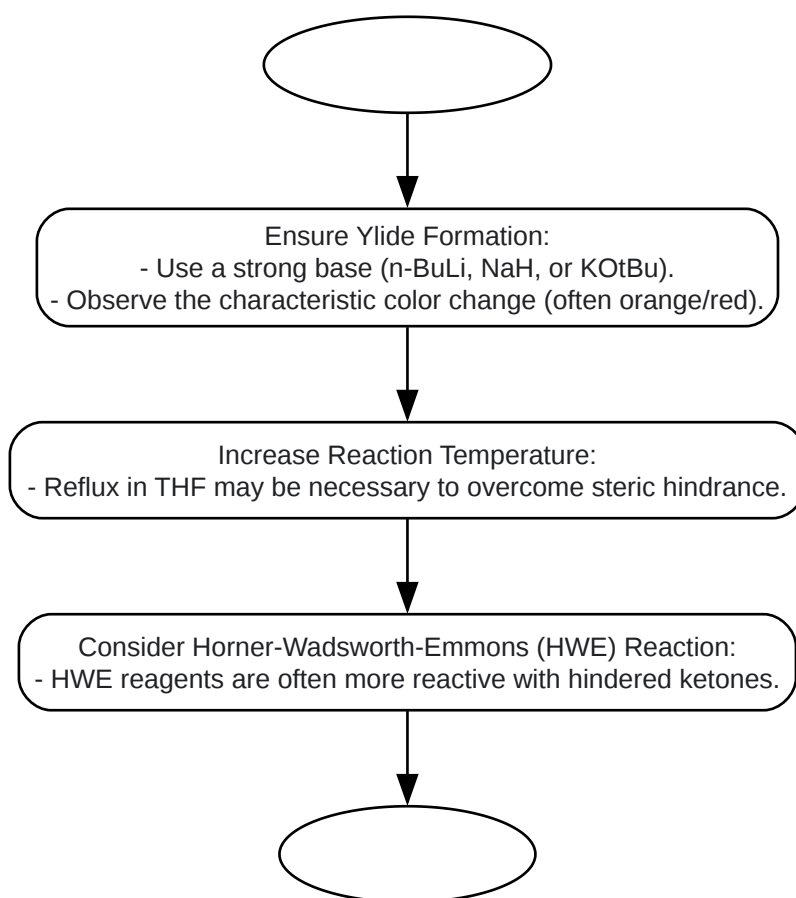 Ensure Ylide Formation:
- Use a strong base (n-BuLi, NaH, or KOtBu).
- Observe the characteristic color change (often orange/red).
Increase Reaction Temperature:
- Reflux in THF may be necessary to overcome steric hindrance.
Consider Horner-Wadsworth-Emmons (HWE) Reaction:
- HWE reagents are often more reactive with hindered ketones.